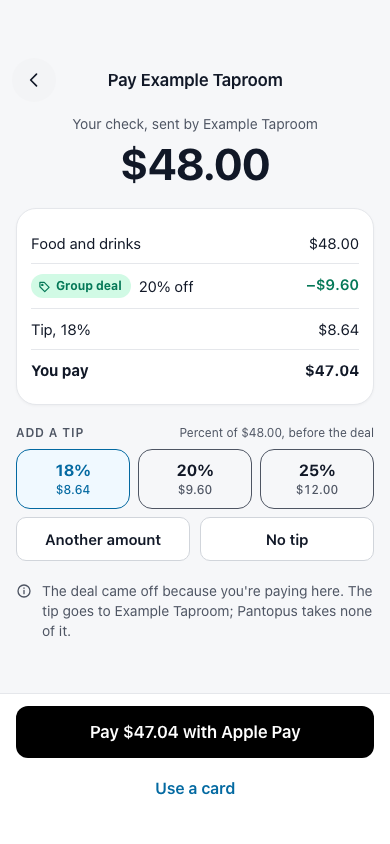 Pay Example Taproom
Your check, sent by Example Taproom
$48.00
Food and drinks $48.00
Group deal 20% off −$9.60
Tip, 18% $8.64
You pay $47.04
ADD A TIP Percent of $48.00, before the deal
18% 20% 25%
$8.64 $9.60 $12.00
Another amount No tip
The deal came off because you're paying here. The
tip goes to Example Taproom; Pantopus takes none
of it.
Pay $47.04 with Apple Pay
Use a card